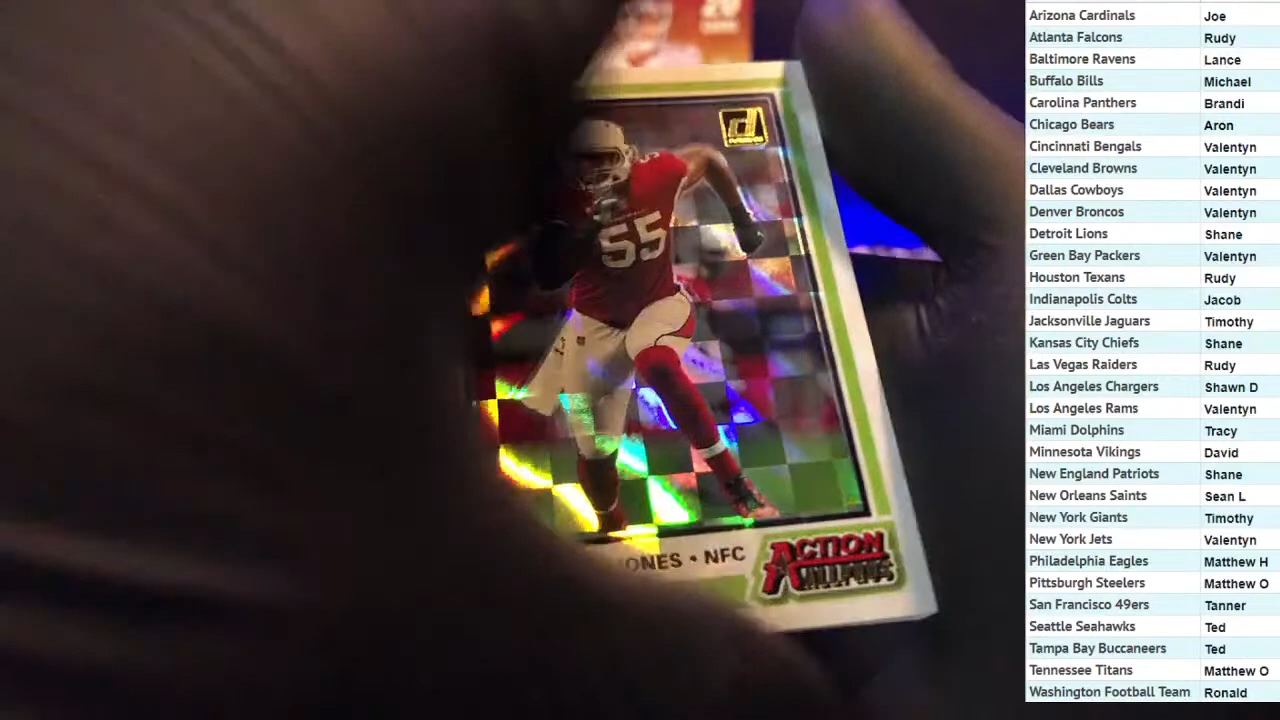 20
55
ONES • NFC
ACTION
ALL-PROS
Arizona Cardinals Joe
Atlanta Falcons Rudy
Baltimore Ravens Lance
Buffalo Bills Michael
Carolina Panthers Brandi
Chicago Bears Aron
Cincinnati Bengals Valentyn
Cleveland Browns Valentyn
Dallas Cowboys Valentyn
Denver Broncos Valentyn
Detroit Lions Shane
Green Bay Packers Valentyn
Houston Texans Rudy
Indianapolis Colts Jacob
Jacksonville Jaguars Timothy
Kansas City Chiefs Shane
Las Vegas Raiders Rudy
Los Angeles Chargers Shawn D
Los Angeles Rams Valentyn
Miami Dolphins Tracy
Minnesota Vikings David
New England Patriots Shane
New Orleans Saints Sean L
New York Giants Timothy
New York Jets Valentyn
Philadelphia Eagles Matthew H
Pittsburgh Steelers Matthew O
San Francisco 49ers Tanner
Seattle Seahawks Ted
Tampa Bay Buccaneers Ted
Tennessee Titans Matthew O
Washington Football Team Ronald